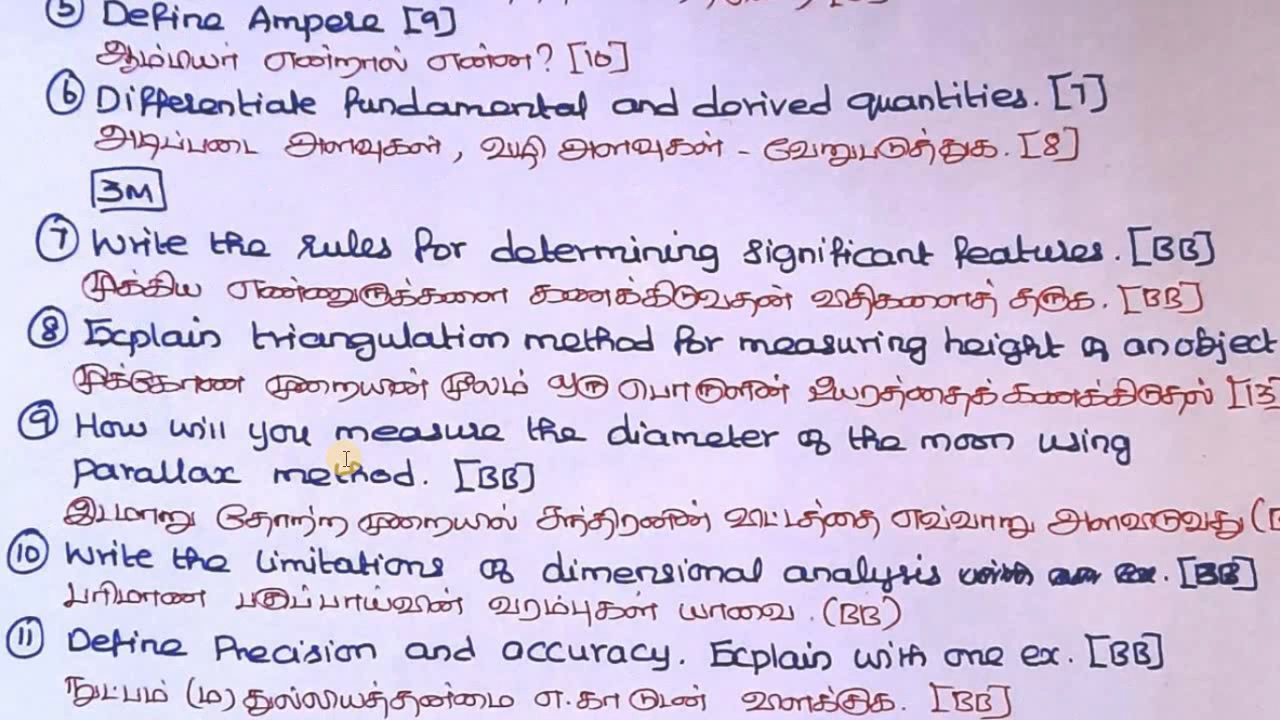 ⑤ Define Ampere [9]
ஆம்பியர் என்றால் என்ன? [10]
⑥ Differentiate fundamental and dorived quantities. [7]
அடிப்படை அளவுகள், வழி அளவுகள் - வேறுபடுத்துக. [8]
3M
⑦ Write the rules for determining significant features. [BB]
முக்கிய எண்ணுருக்களை கணக்கிடுவதன் விதிகளைத் தருக. [BB]
⑧ Explain triangulation method for measuring height of an object
முக்கோண முறையின் மூலம் ஒரு பொருளின் உயரத்தைக் கணக்கிடுதல் [13]
⑨ How will you measure the diameter of the moon using
parallax method. [BB]
இடமாறு தோற்ற முறையில் சந்திரனின் விட்டத்தை எவ்வாறு அளவிடுவது
⑩ Write the limitations of dimensional analysis [BB]
பரிமாண பகுப்பாய்வின் வரம்புகள் யாவை. (BB)
⑪ Define Precision and accuracy. Explain with one ex. [BB]
நுட்பம் (ம) துல்லியத்தன்மை எ.காடுடன் விளக்குக. [BB]